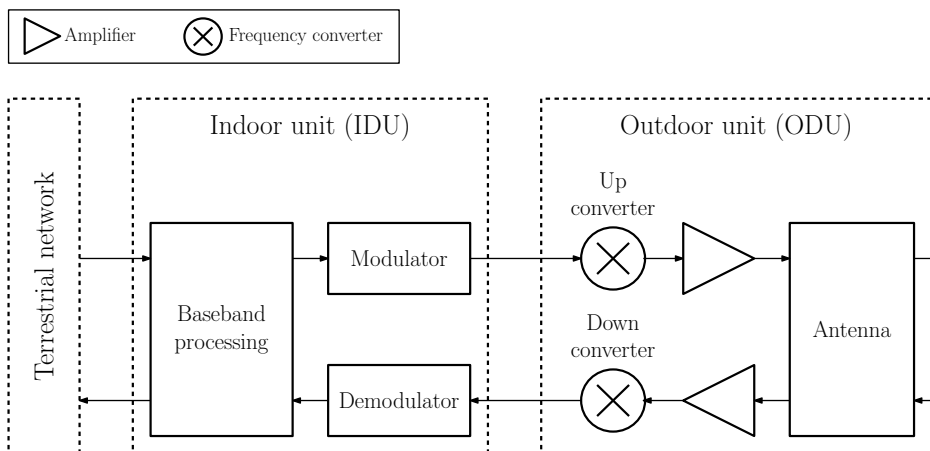 Amplifier
Frequency converter
Indoor unit (IDU)
Outdoor unit (ODU)
Terrestrial network
Up
converter
Modulator
Baseband
processing
Antenna
Down
converter
Demodulator